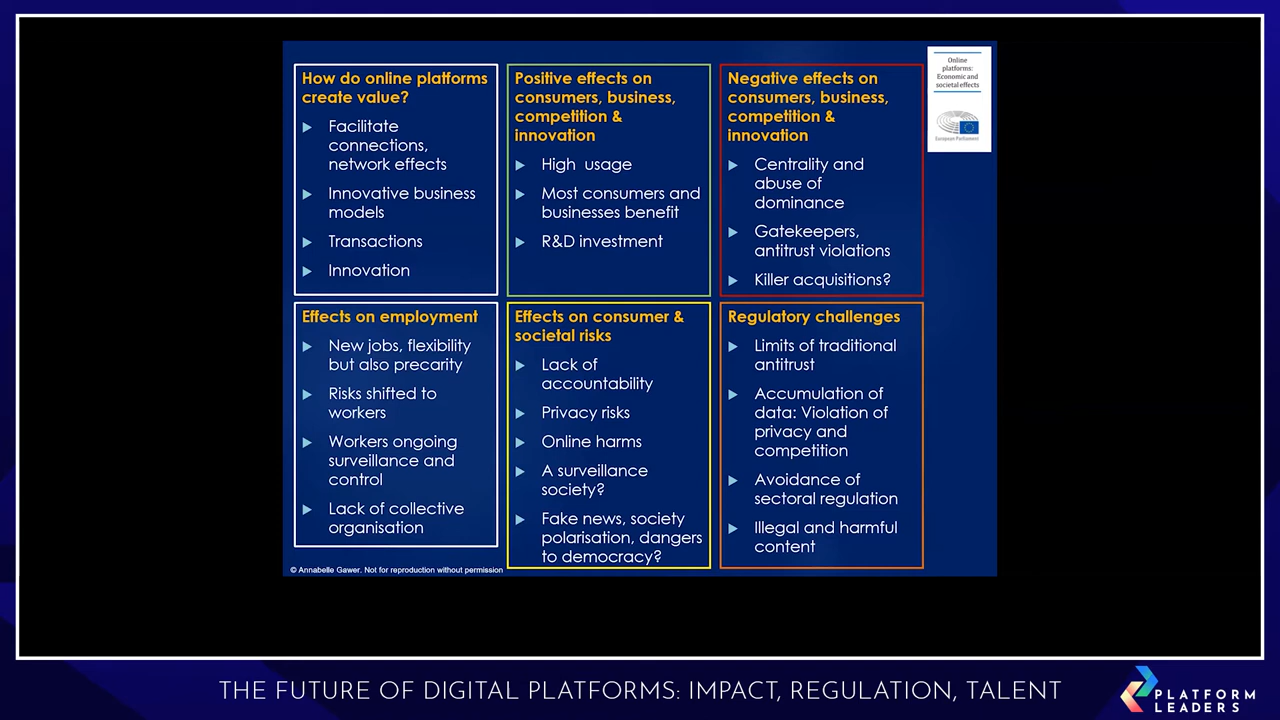 How do online platforms
create value?
Facilitate
connections,
network effects
Innovative business
models
Transactions
Innovation
Positive effects on
consumers, business,
competition &
innovation
High usage
Most consumers and
businesses benefit
R&D investment
Negative effects on
consumers, business,
competition &
innovation
Centrality and
abuse of
dominance
Gatekeepers,
antitrust violations
Killer acquisitions?
Online
platforms:
Economic and
societal effects
European Parliament
Effects on employment
New jobs, flexibility
but also precarity
Risks shifted to
workers
Workers ongoing
surveillance and
control
Lack of collective
organisation
Effects on consumer &
societal risks
Lack of
accountability
Privacy risks
Online harms
A surveillance
society?
Fake news, society
polarisation, dangers
to democracy?
Regulatory challenges
Limits of traditional
antitrust
Accumulation of
data: Violation of
privacy and
competition
Avoidance of
sectoral regulation
Illegal and harmful
content
© Annabelle Gawer. Not for reproduction without permission
THE FUTURE OF DIGITAL PLATFORMS: IMPACT, REGULATION, TALENT
PLATFORM
LEADERS